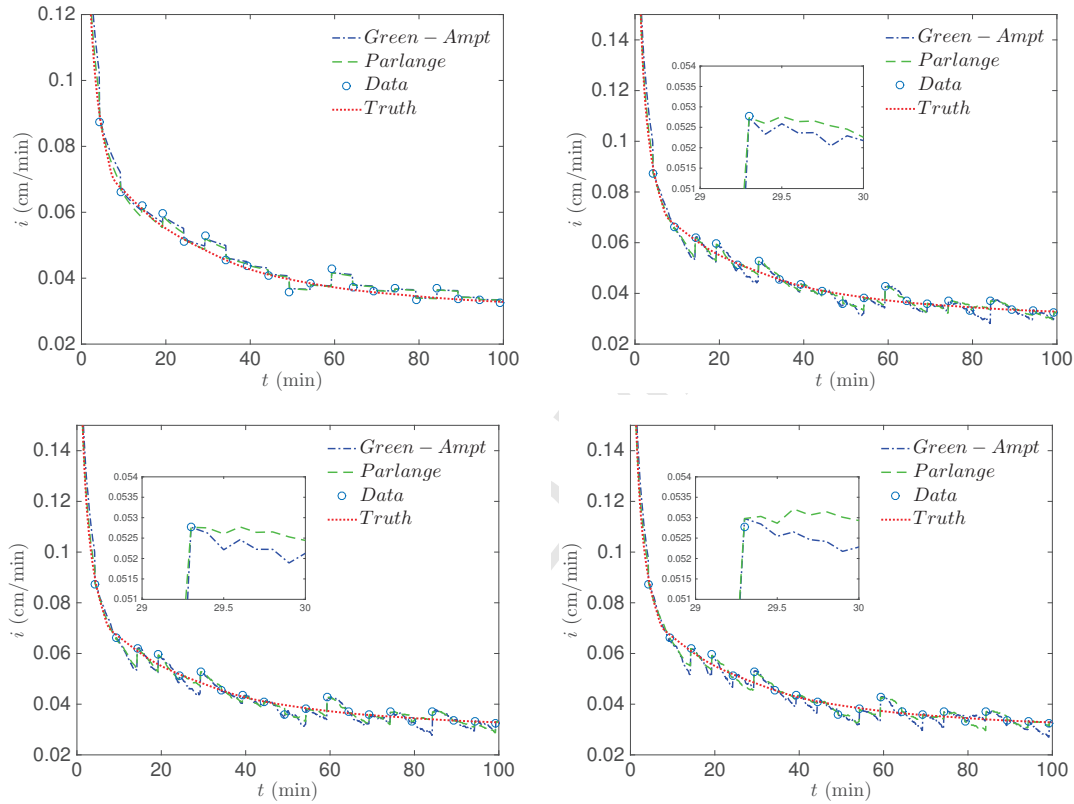 0.12
0.1
0.08
0.06
0.04
0.02
0 20 40 60 80 100
i (cm/min)
t (min)
Green − Ampt
Parlange
Data
Truth
0.14
0.12
0.1
0.08
0.06
0.04
0.02
0 20 40 60 80 100
i (cm/min)
t (min)
Green − Ampt
Parlange
Data
Truth
0.054
0.0535
0.053
0.0525
0.052
0.0515
0.051
29 29.5 30
0.14
0.12
0.1
0.08
0.06
0.04
0.02
0 20 40 60 80 100
i (cm/min)
t (min)
Green − Ampt
Parlange
Data
Truth
0.054
0.0535
0.053
0.0525
0.052
0.0515
0.051
29 29.5 30
0.14
0.12
0.1
0.08
0.06
0.04
0.02
0 20 40 60 80 100
i (cm/min)
t (min)
Green − Ampt
Parlange
Data
Truth
0.054
0.0535
0.053
0.0525
0.052
0.0515
0.051
29 29.5 30